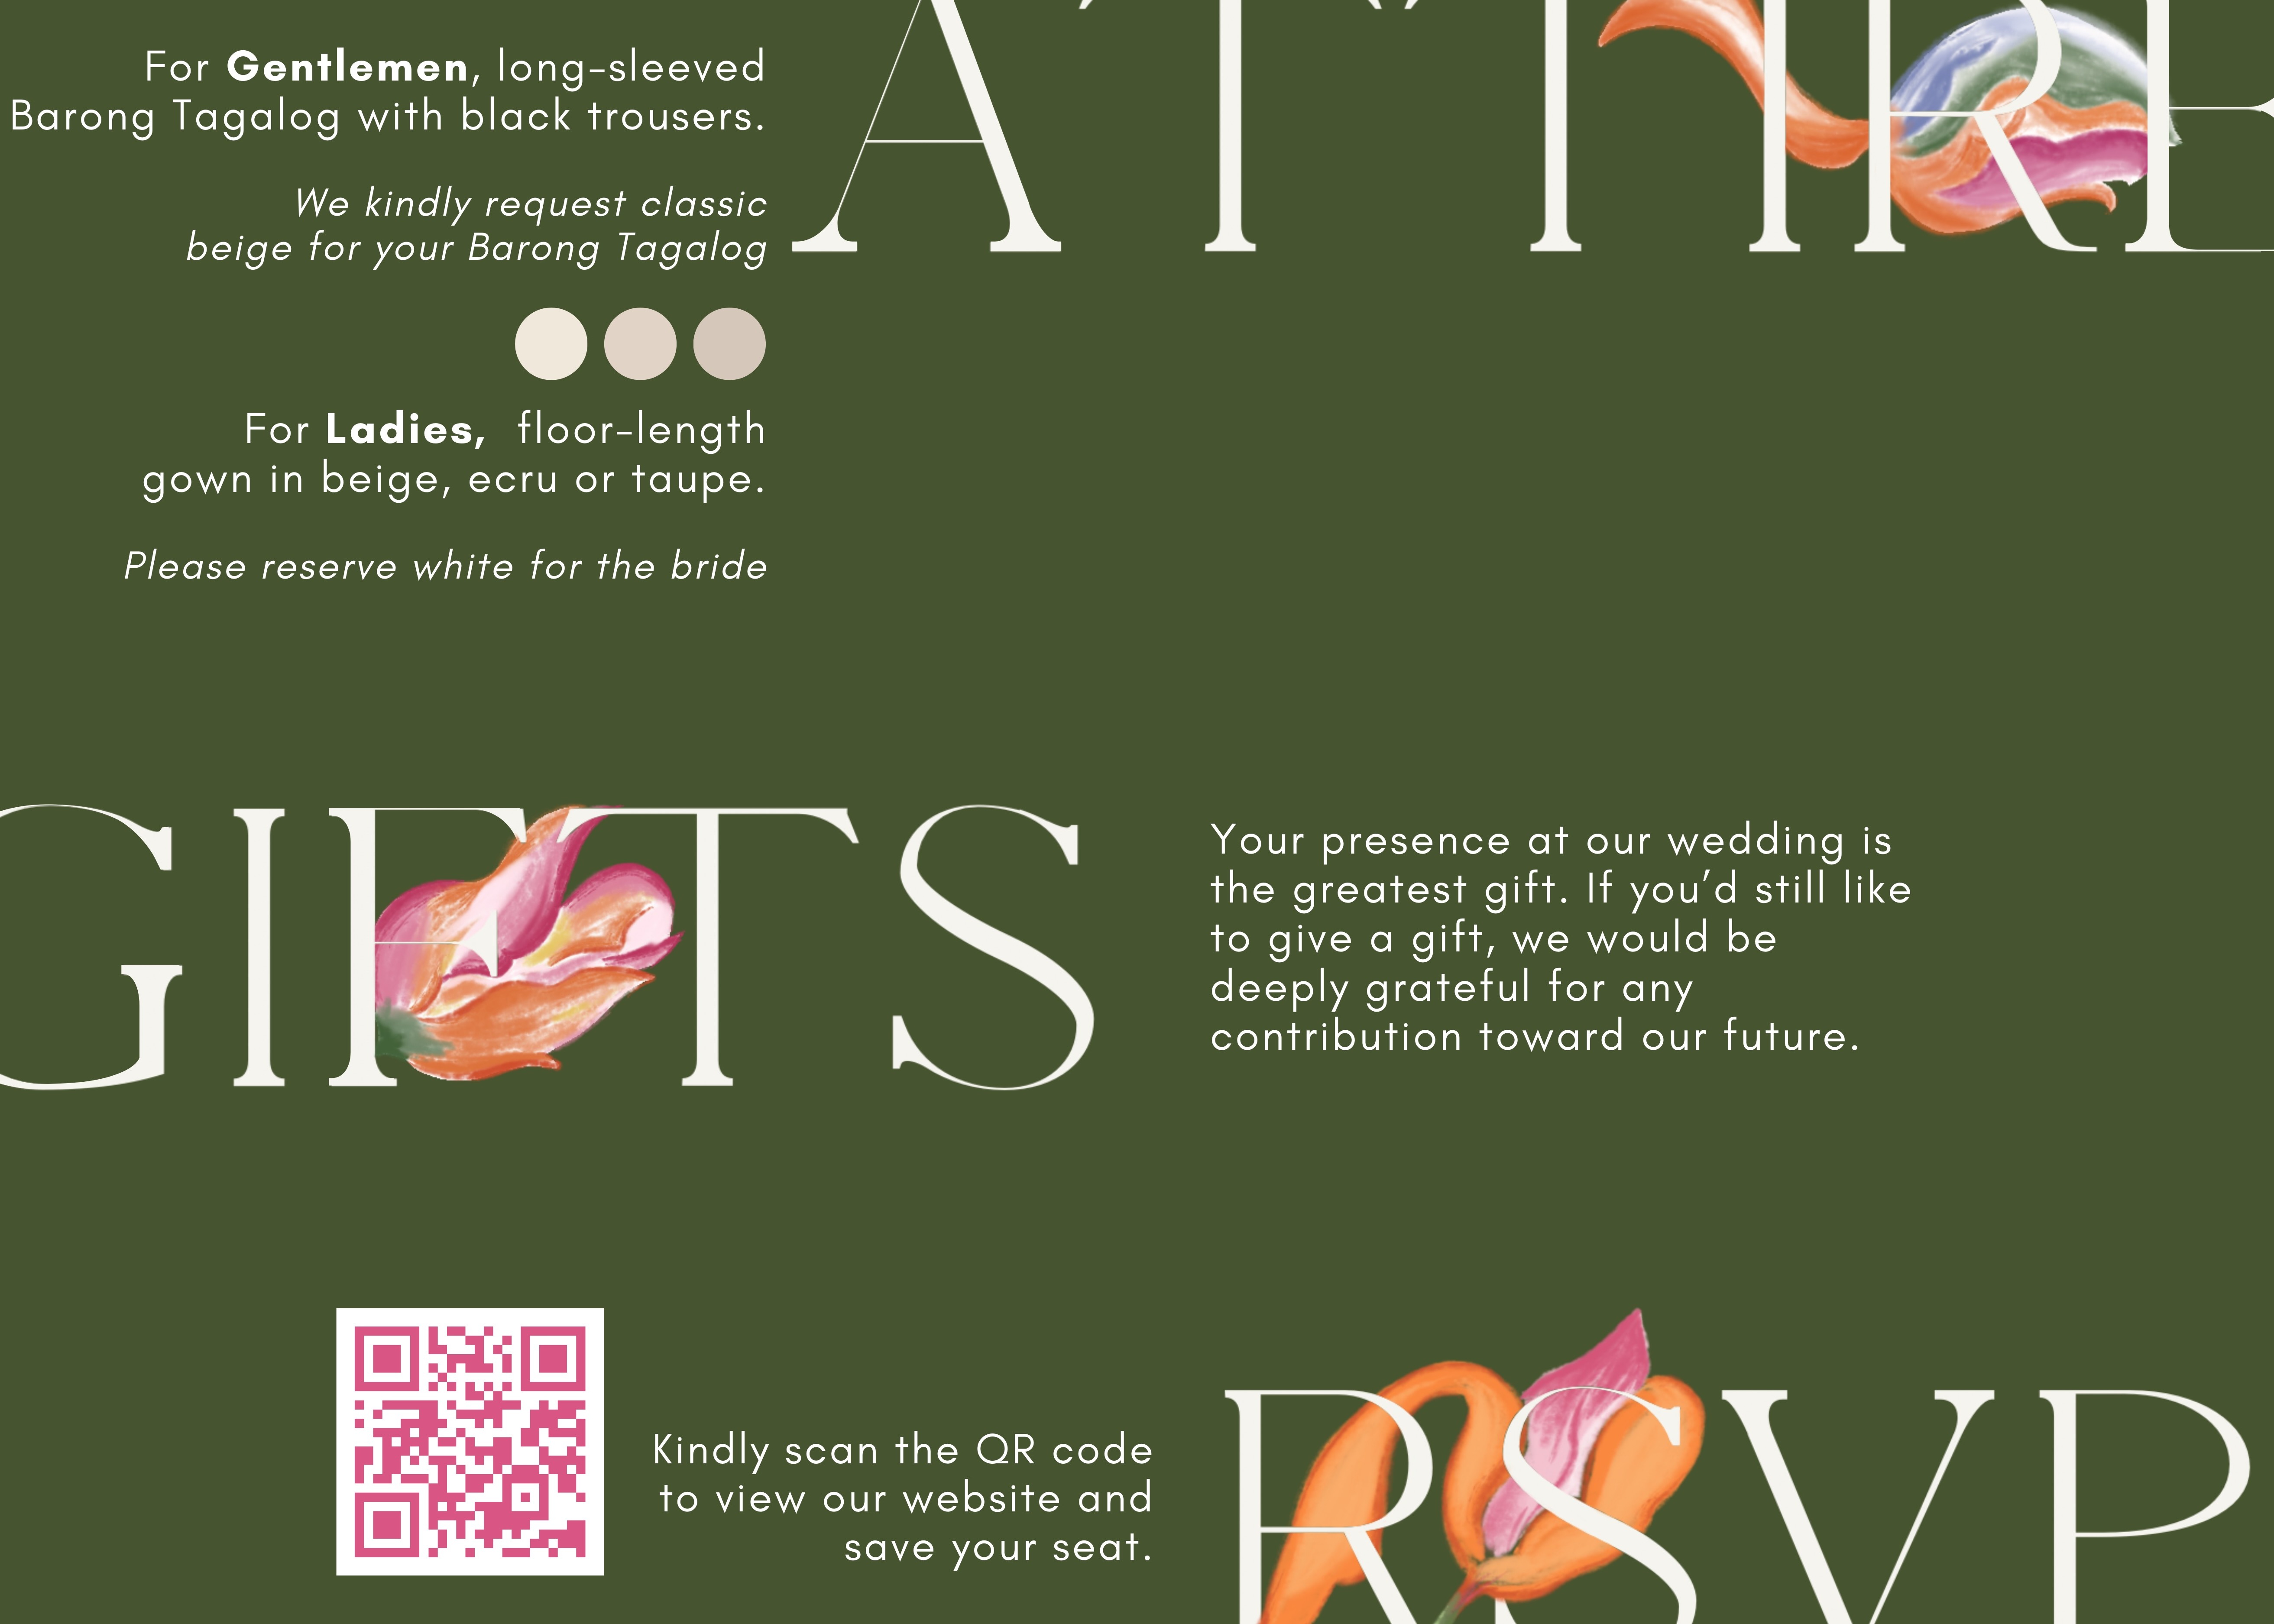 ATTIRE
For Gentlemen, long-sleeved
Barong Tagalog with black trousers.
We kindly request classic
beige for your Barong Tagalog
For Ladies, floor-length
gown in beige, ecru or taupe.
Please reserve white for the bride
GIFTS
Your presence at our wedding is
the greatest gift. If you’d still like
to give a gift, we would be
deeply grateful for any
contribution toward our future.
RSVP
Kindly scan the QR code
to view our website and
save your seat.